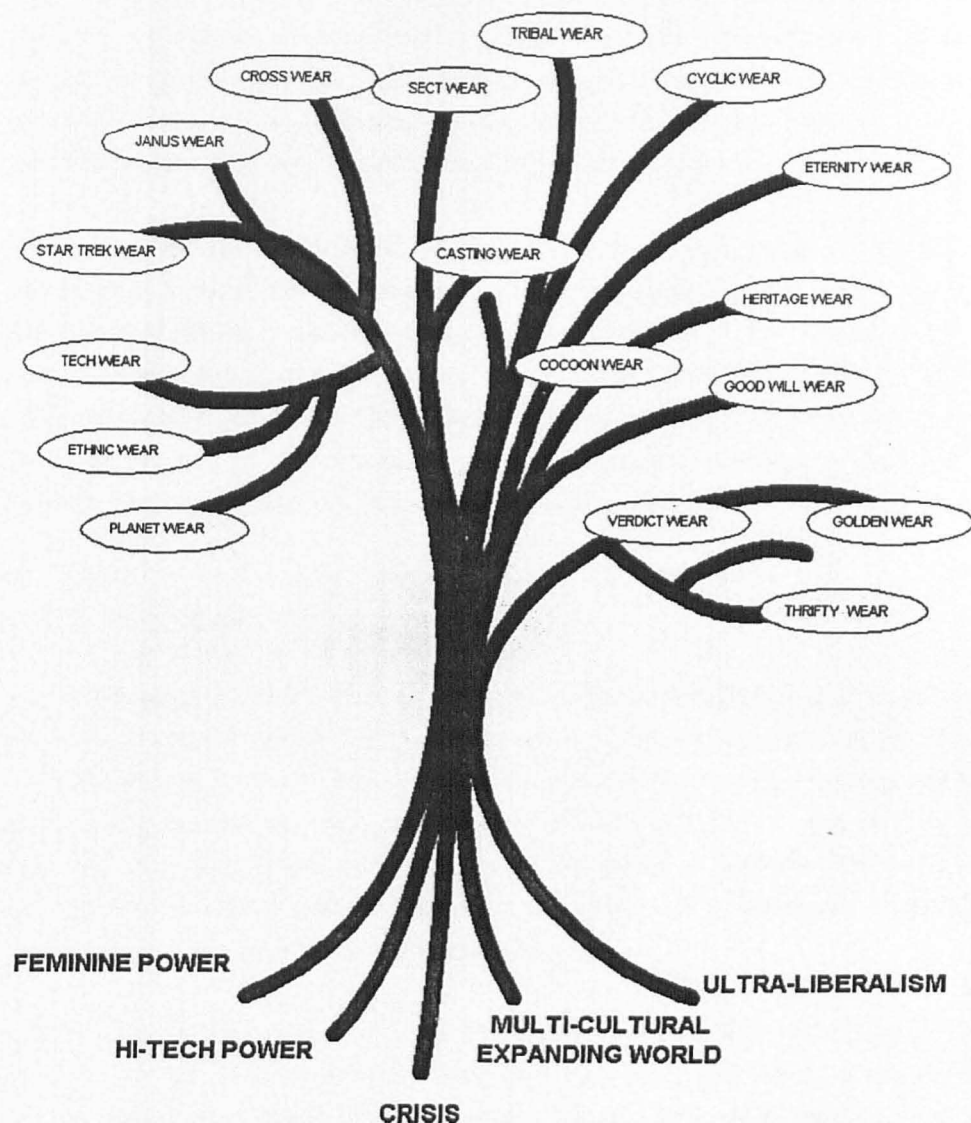 TRIBAL WEAR
CROSS WEAR
SECT WEAR
CYCLIC WEAR
JANUS WEAR
ETERNITY WEAR
STAR TREK WEAR
CASTING WEAR
HERITAGE WEAR
TECH WEAR
COCOON WEAR
GOOD WILL WEAR
ETHNIC WEAR
PLANET WEAR
VERDICT WEAR
GOLDEN WEAR
THRIFTY WEAR
FEMININE POWER
ULTRA-LIBERALISM
HI-TECH POWER
MULTI-CULTURAL
EXPANDING WORLD
CRISIS